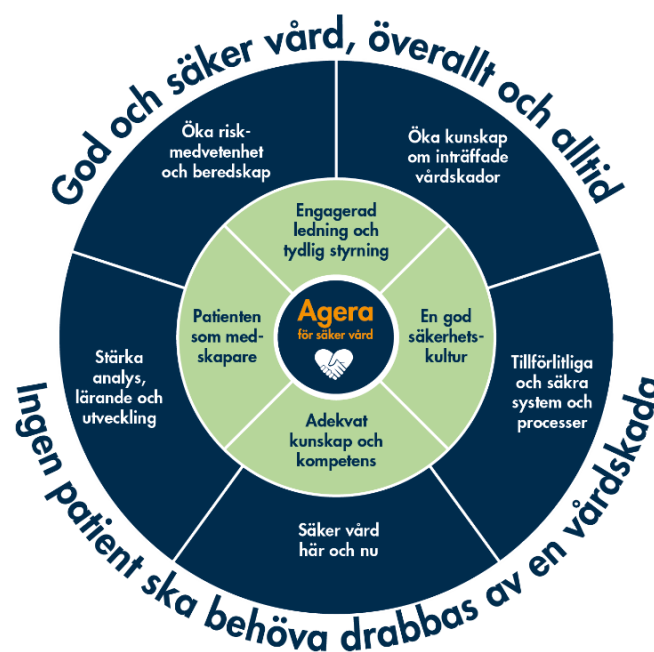 God och säker vård, överallt och alltid
Öka risk-
medvetenhet
och beredskap
Öka kunskap
om inträffade
vårdskador
Engagerad
ledning och
tydlig styrning
Patienten
som med-
skapare
Agera
för säker vård
En god
säkerhets-
kultur
Stärka
analys,
lärande och
utveckling
Tillförlitliga
och säkra
system och
processer
Adekvat
kunskap och
kompetens
Säker vård
här och nu
Ingen patient ska behöva drabbas av en vårdskada